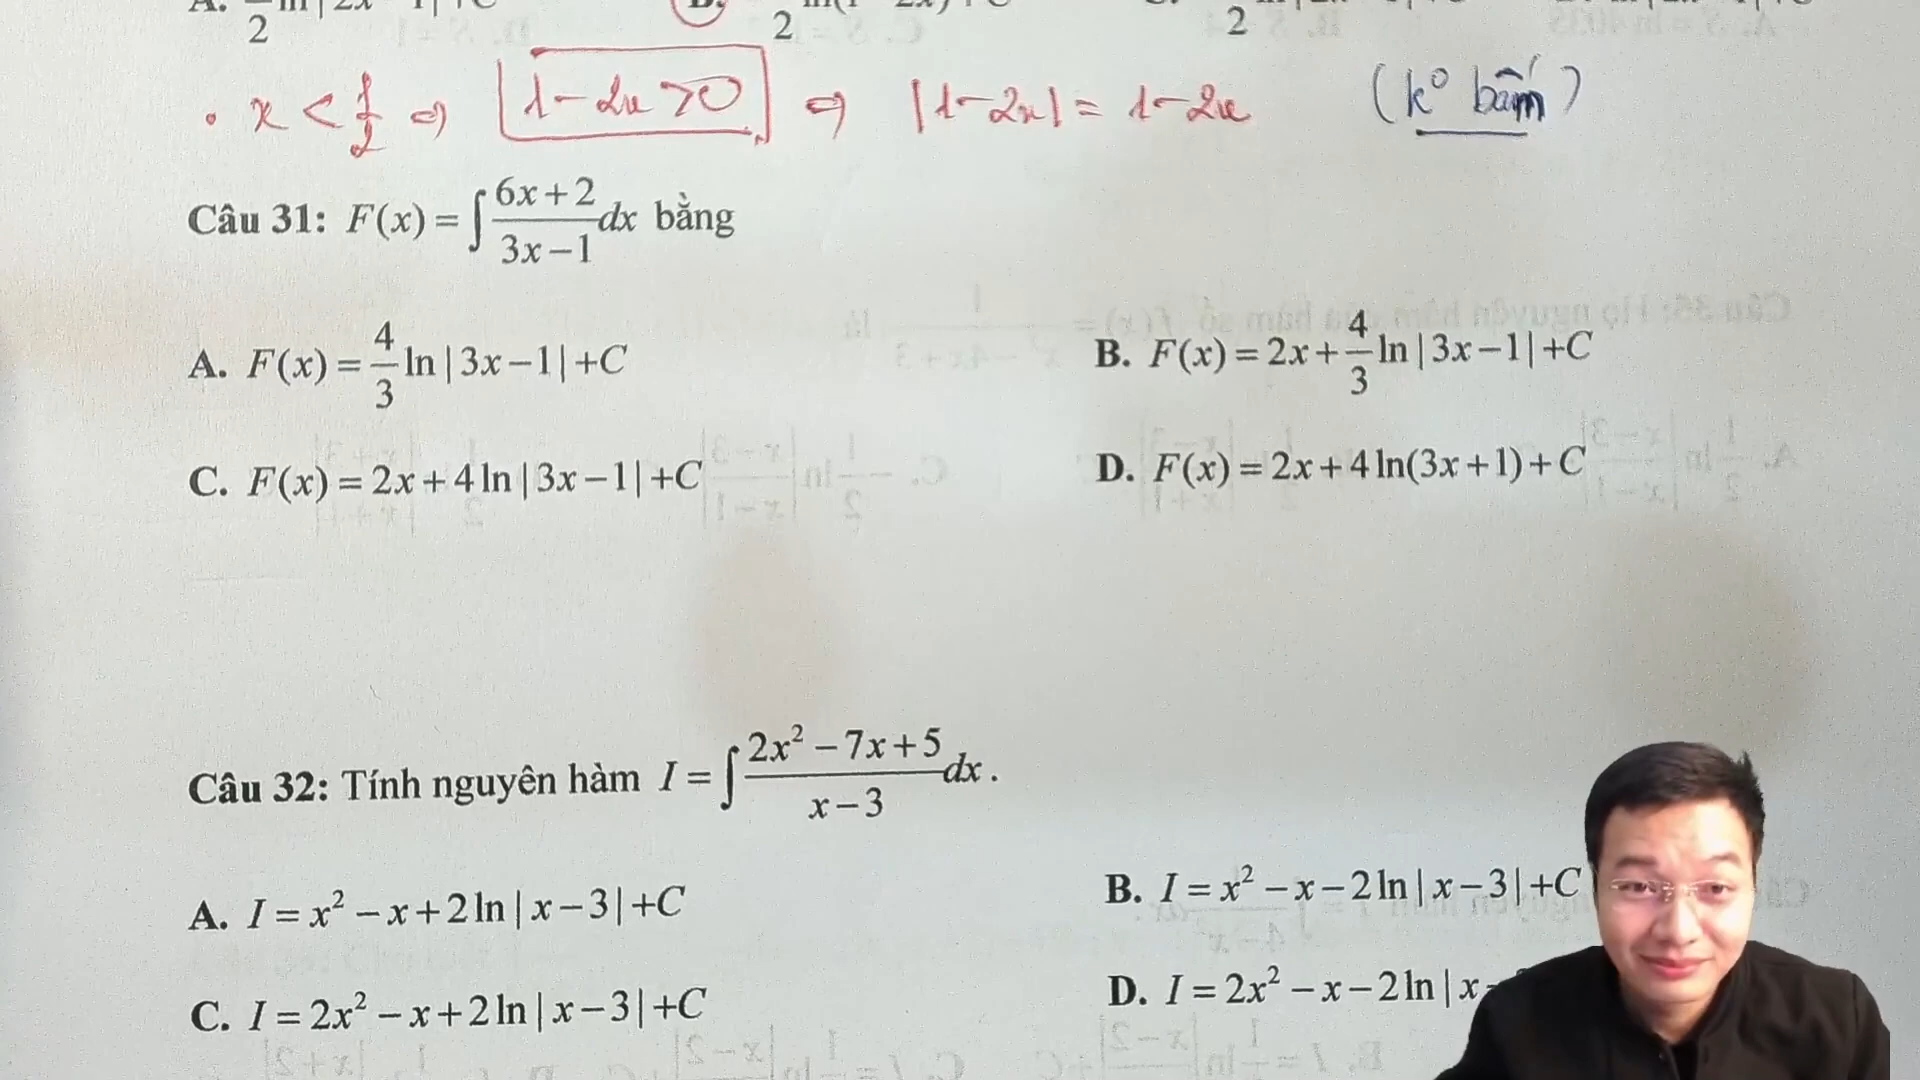 • x < 1/2 ⇒ 1-2x > 0 ⇒ |1-2x| = 1-2x (k° bấm)
Câu 31: F(x) = ∫ (6x+2)/(3x-1) dx bằng
A. F(x) = 4/3 ln|3x-1|+C B. F(x) = 2x + 4/3 ln|3x-1|+C
C. F(x) = 2x+4ln|3x-1|+C D. F(x) = 2x+4ln(3x+1)+C
Câu 32: Tính nguyên hàm I = ∫ (2x²-7x+5)/(x-3) dx.
A. I = x²-x+2ln|x-3|+C B. I = x²-x-2ln|x-3|+C
C. I = 2x²-x+2ln|x-3|+C D. I = 2x²-x-2ln|x-